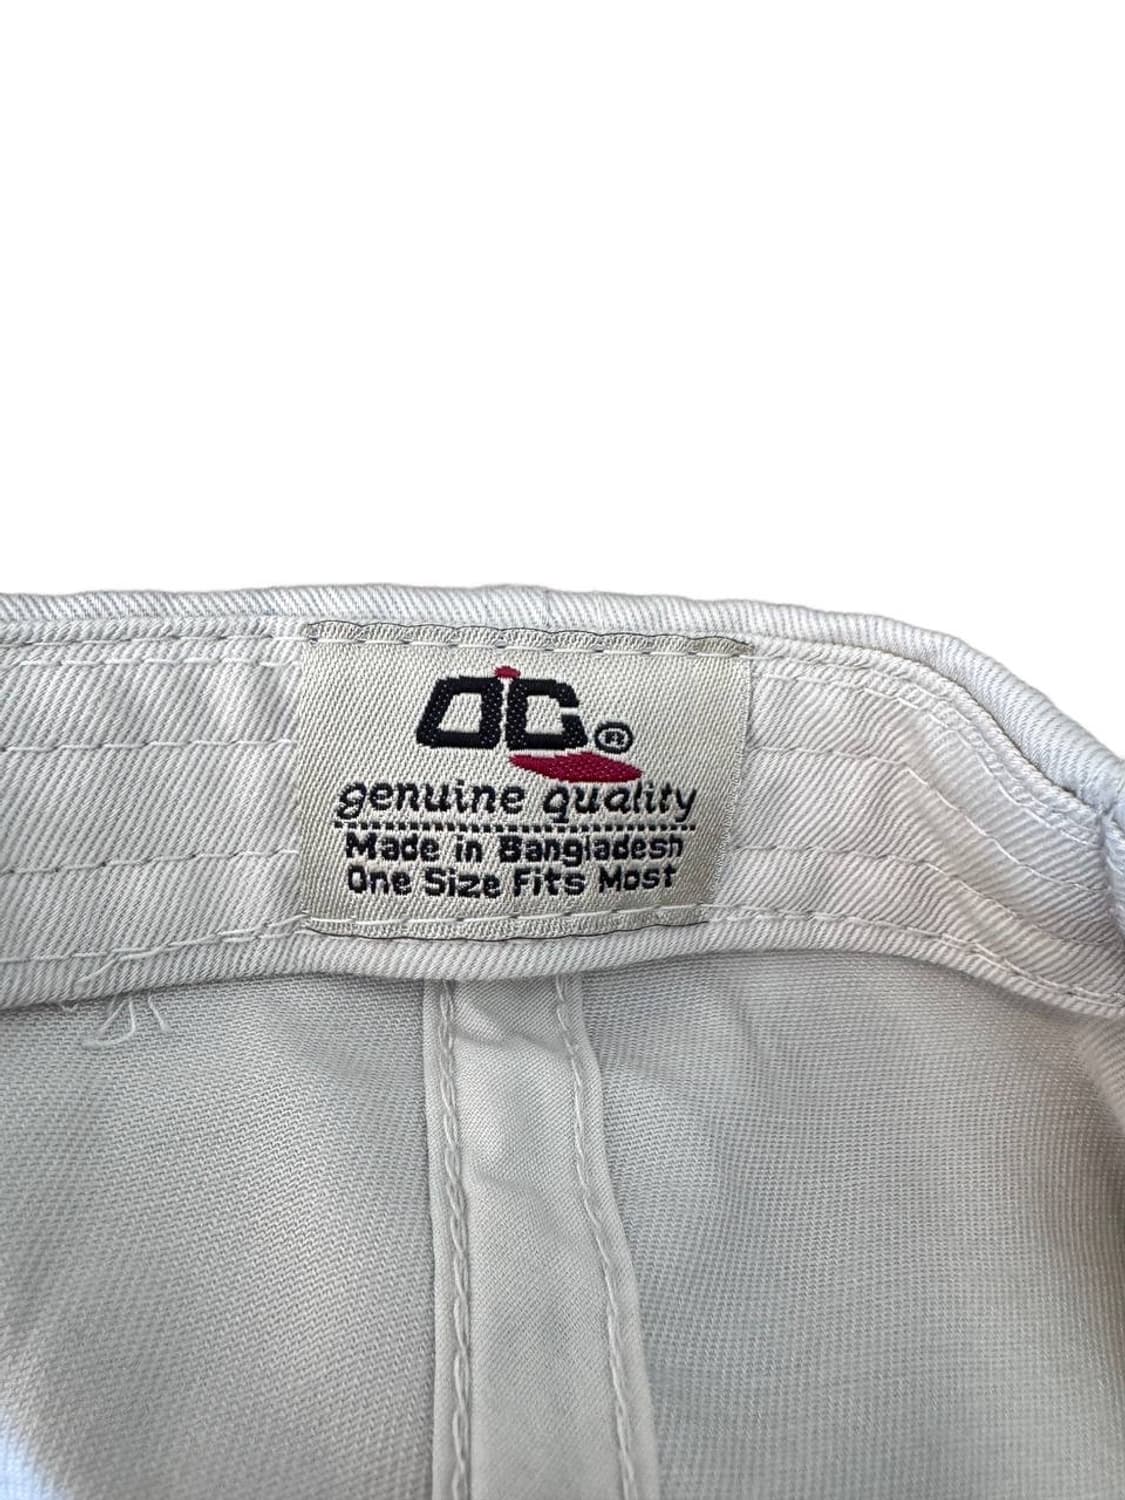 OC®
genuine quality
Made in Bangladesh
One Size Fits Most